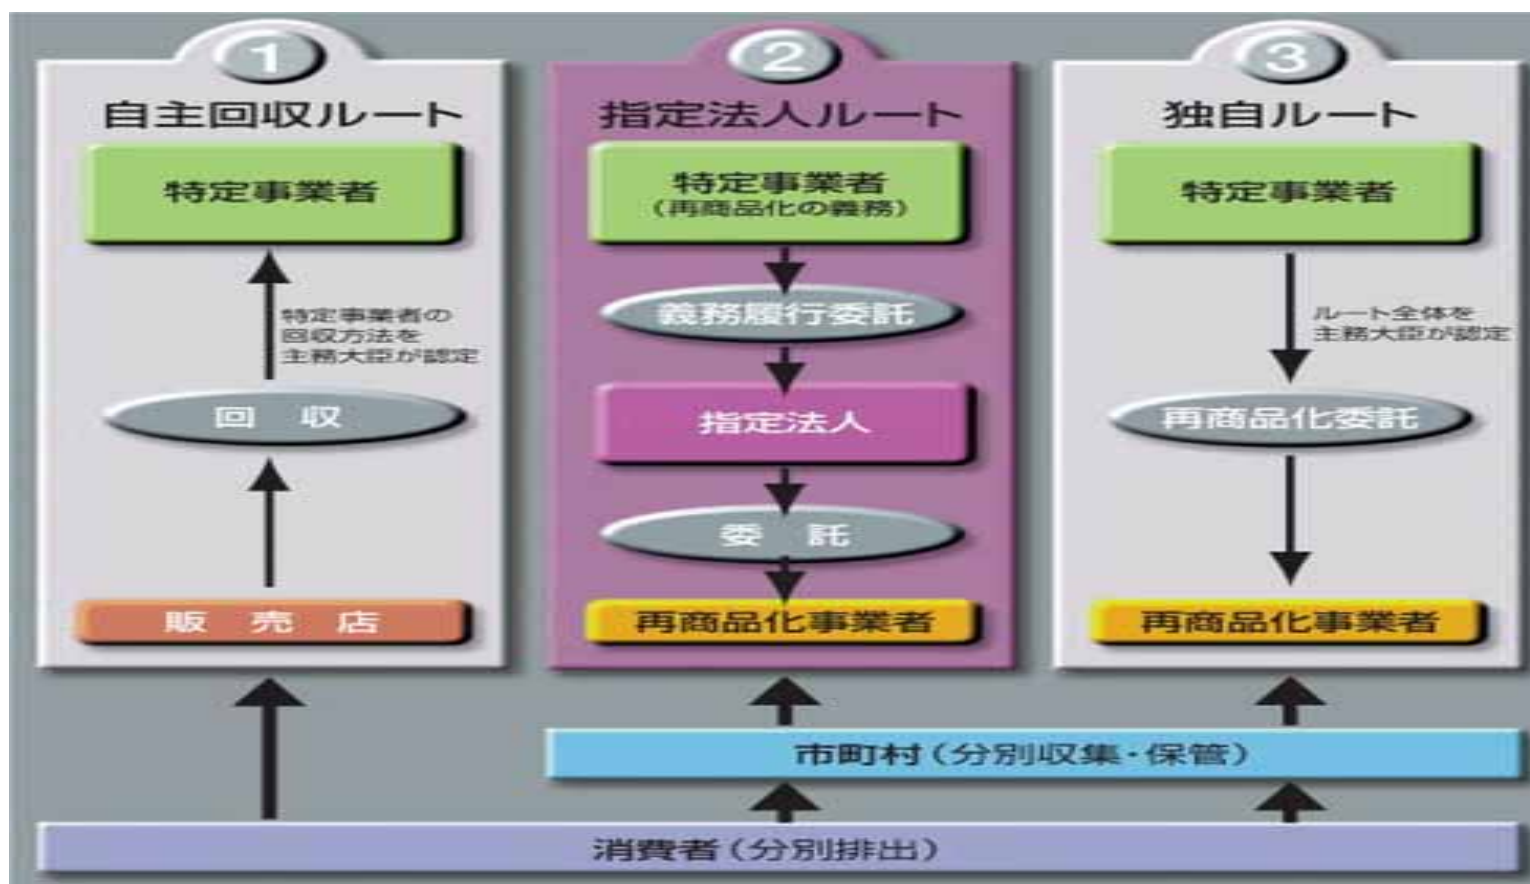 1
自主回収ルート
特定事業者
特定事業者の
回収方法を
主務大臣が認定
回 収
販 売 店
2
指定法人ルート
特定事業者
(再商品化の義務)
義務履行委託
指定法人
委 託
再商品化事業者
3
独自ルート
特定事業者
ルート全体を
主務大臣が認定
再商品化委託
再商品化事業者
市町村(分別収集・保管)
消費者(分別排出)